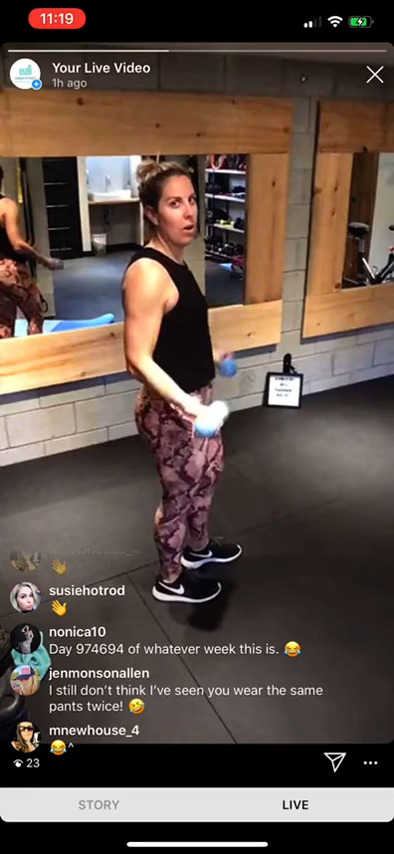 11:19
Your Live Video
1h ago
susiehotrod
👋
nonica10
Day 974694 of whatever week this is. 😂
jenmonsonallen
I still don't think I've seen you wear the
same
pants twice! 🤣
mnewhouse_4
😂^
23
STORY
LIVE